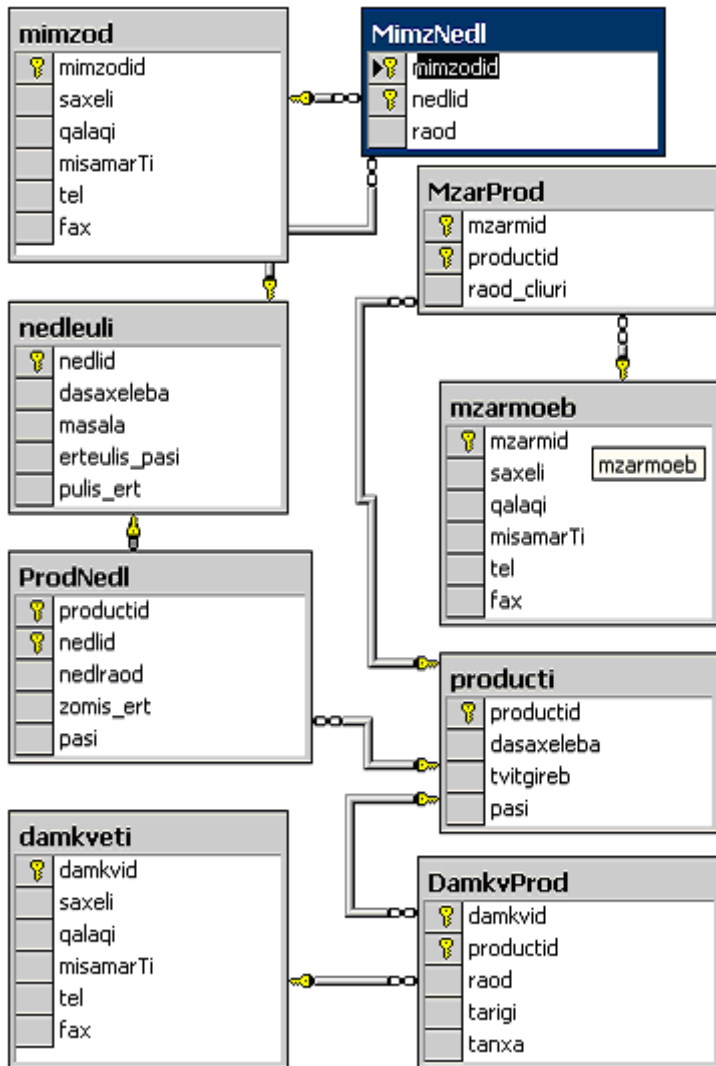 mimzod
mimzodid
saxeli
qalaqi
misamarTi
tel
fax
MimzNedl
mimzodid
nedlid
raod
MzarProd
mzarmid
productid
raod_cliuri
nedleuli
nedlid
dasaxeleba
masala
erteulis_pasi
pulis_ert
mzarmoeb
mzarmid
saxeli
qalaqi
misamarTi
tel
fax
mzarmoeb
ProdNedl
productid
nedlid
nedlraod
zomis_ert
pasi
producti
productid
dasaxeleba
tvitgireb
pasi
damkveti
damkvid
saxeli
qalaqi
misamarTi
tel
fax
DamkvProd
damkvid
productid
raod
tarigi
tanxa